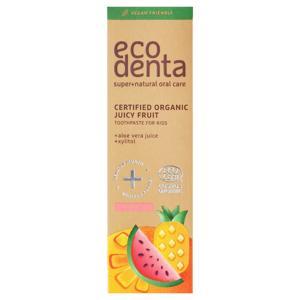 VEGAN FRIENDLY
eco
denta
super+natural oral care
CERTIFIED ORGANIC
JUICY FRUIT
TOOTHPASTE FOR KIDS
+aloe vera juice
+xylitol